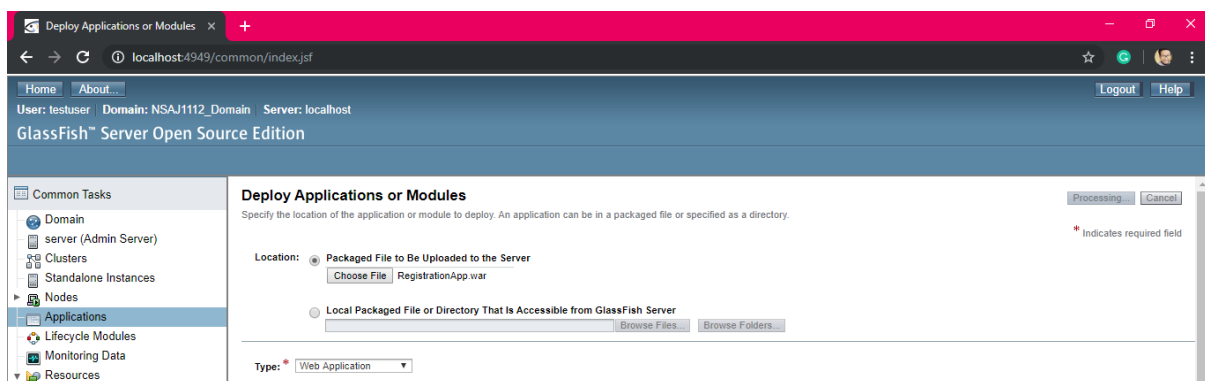 Deploy Applications or Modules
localhost:4949/common/index.jsf
Home About...
Logout Help
User: testuser Domain: NSAJ1112_Domain Server: localhost
GlassFish™ Server Open Source Edition
Common Tasks
Domain
server (Admin Server)
Clusters
Standalone Instances
Nodes
Applications
Lifecycle Modules
Monitoring Data
Resources
Deploy Applications or Modules
Processing... Cancel
Specify the location of the application or module to deploy. An application can be in a packaged file or specified as a directory.
* Indicates required field
Location: Packaged File to Be Uploaded to the Server
Choose File RegistrationApp.war
Local Packaged File or Directory That Is Accessible from GlassFish Server
Browse Files... Browse Folders...
Type: * Web Application